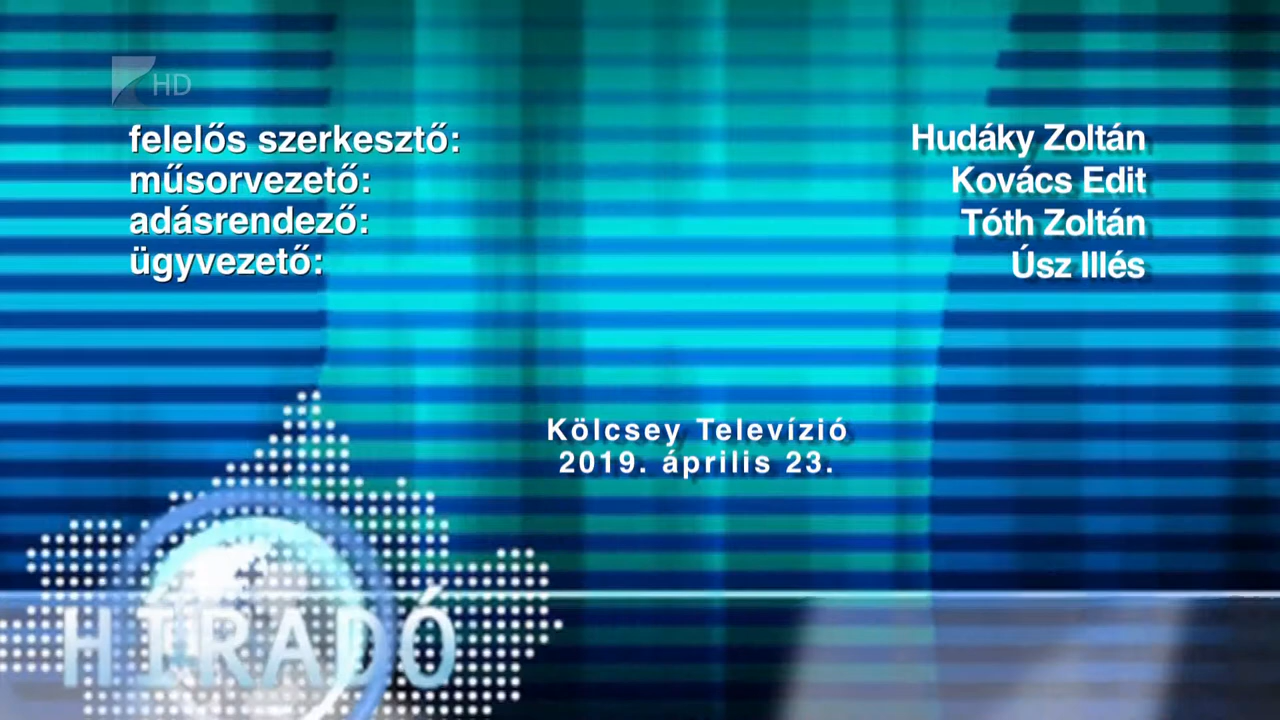 HD
felelős szerkesztő: Hudáky Zoltán
műsorvezető: Kovács Edit
adásrendező: Tóth Zoltán
ügyvezető: Úsz Illés
Kölcsey Televízió
2019. április 23.
HÍRADÓ